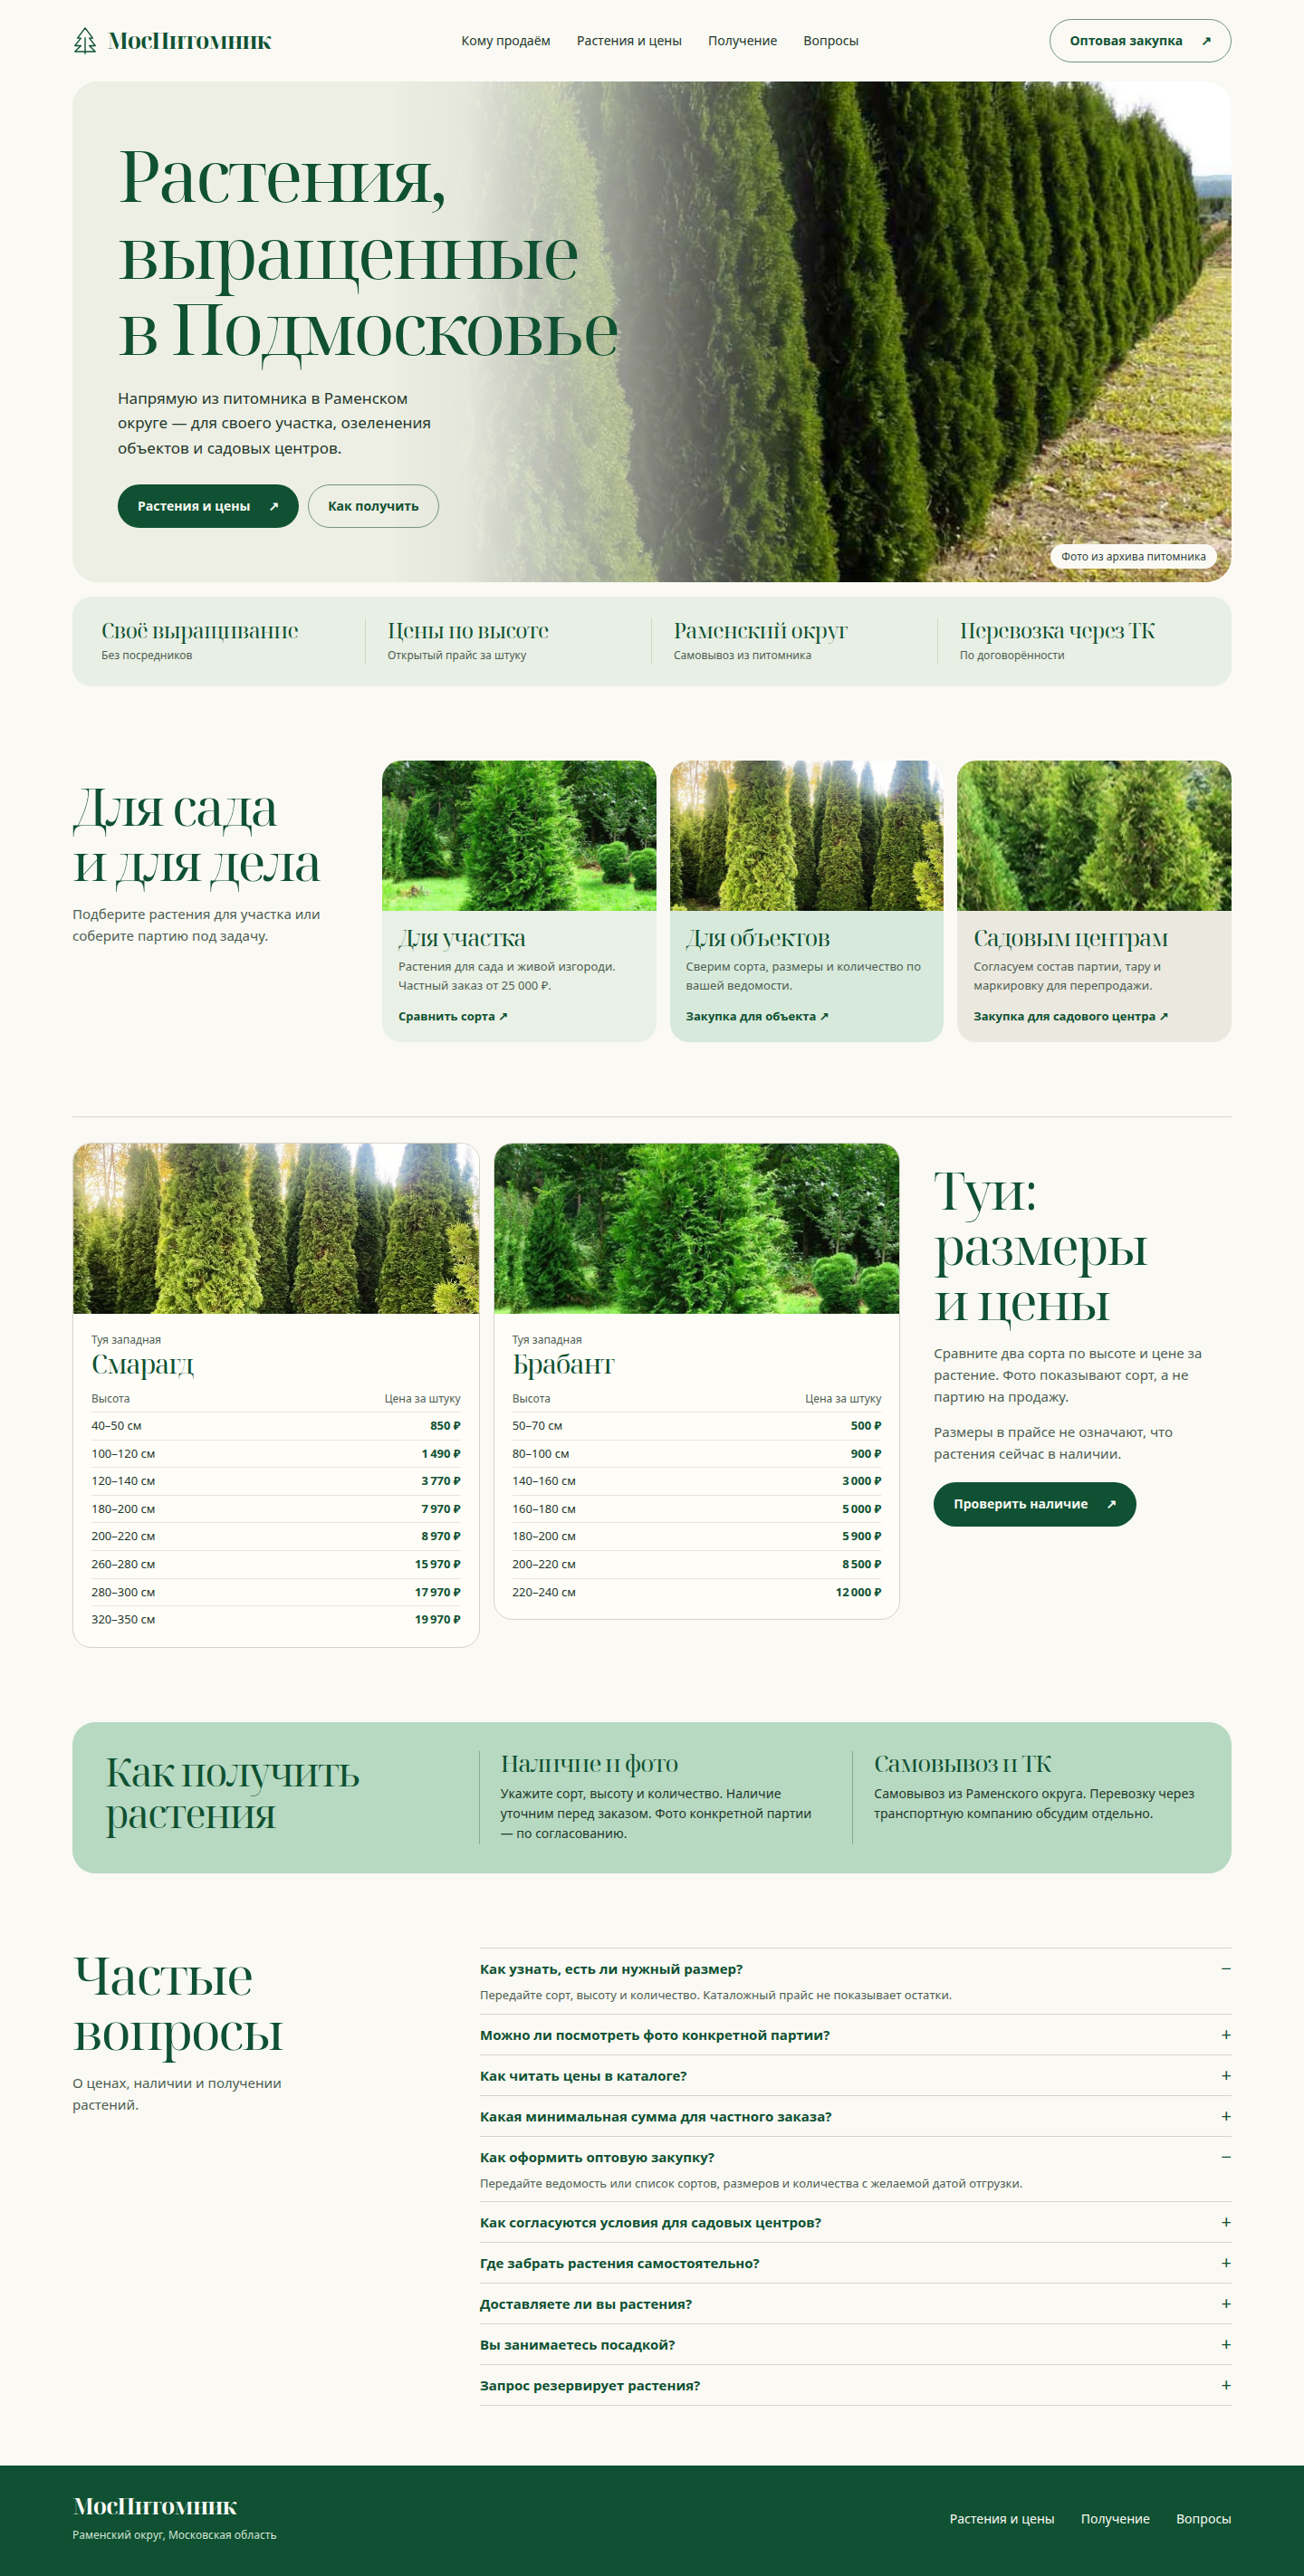 МосПитомник
Кому продаём
Растения и цены
Получение
Вопросы
Оптовая закупка ↗
Растения,
выращенные
в Подмосковье
Напрямую из питомника в Раменском
округе — для своего участка, озеленения
объектов и садовых центров.
Растения и цены ↗
Как получить
Фото из архива питомника
Своё выращивание
Без посредников
Цены по высоте
Открытый прайс за штуку
Раменский округ
Самовывоз из питомника
Перевозка через ТК
По договорённости
Для сада
и для дела
Подберите растения для участка или
соберите партию под задачу.
Для участка
Растения для сада и живой изгороди.
Частный заказ от 25 000 ₽.
Сравнить сорта ↗
Для объектов
Сверим сорта, размеры и количество по
вашей ведомости.
Закупка для объекта ↗
Садовым центрам
Согласуем состав партии, тару и
маркировку для перепродажи.
Закупка для садового центра ↗
Туя западная
Смарагд
Высота Цена за штуку
40–50 см 850 ₽
100–120 см 1 490 ₽
120–140 см 3 770 ₽
180–200 см 7 970 ₽
200–220 см 8 970 ₽
260–280 см 15 970 ₽
280–300 см 17 970 ₽
320–350 см 19 970 ₽
Туя западная
Брабант
Высота Цена за штуку
50–70 см 500 ₽
80–100 см 900 ₽
140–160 см 3 000 ₽
160–180 см 5 000 ₽
180–200 см 5 900 ₽
200–220 см 8 500 ₽
220–240 см 12 000 ₽
Туи:
размеры
и цены
Сравните два сорта по высоте и цене за
растение. Фото показывают сорт, а не
партию на продажу.
Размеры в прайсе не означают, что
растения сейчас в наличии.
Проверить наличие ↗
Как получить
растения
Наличие и фото
Укажите сорт, высоту и количество. Наличие
уточним перед заказом. Фото конкретной партии
— по согласованию.
Самовывоз и ТК
Самовывоз из Раменского округа. Перевозку через
транспортную компанию обсудим отдельно.
Частые
вопросы
О ценах, наличии и получении
растений.
Как узнать, есть ли нужный размер? −
Передайте сорт, высоту и количество. Каталожный прайс не показывает остатки.
Можно ли посмотреть фото конкретной партии? +
Как читать цены в каталоге? +
Какая минимальная сумма для частного заказа? +
Как оформить оптовую закупку? −
Передайте ведомость или список сортов, размеров и количества с желаемой датой отгрузки.
Как согласуются условия для садовых центров? +
Где забрать растения самостоятельно? +
Доставляете ли вы растения? +
Вы занимаетесь посадкой? +
Запрос резервирует растения? +
МосПитомник
Раменский округ, Московская область
Растения и цены
Получение
Вопросы